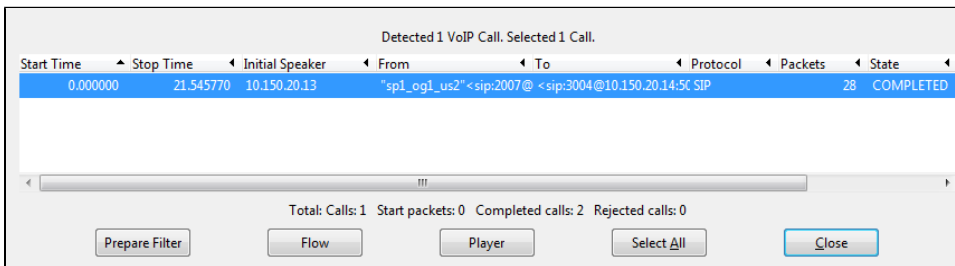 Detected 1 VoIP Call. Selected 1 Call.
Start Time Stop Time Initial Speaker From To Protocol Packets State
0.000000 21.545770 10.150.20.13 "sp1_og1_us2"<sip:2007@ <sip:3004@10.150.20.14:50 SIP 28 COMPLETED
Total: Calls: 1 Start packets: 0 Completed calls: 2 Rejected calls: 0
Prepare Filter Flow Player Select All Close